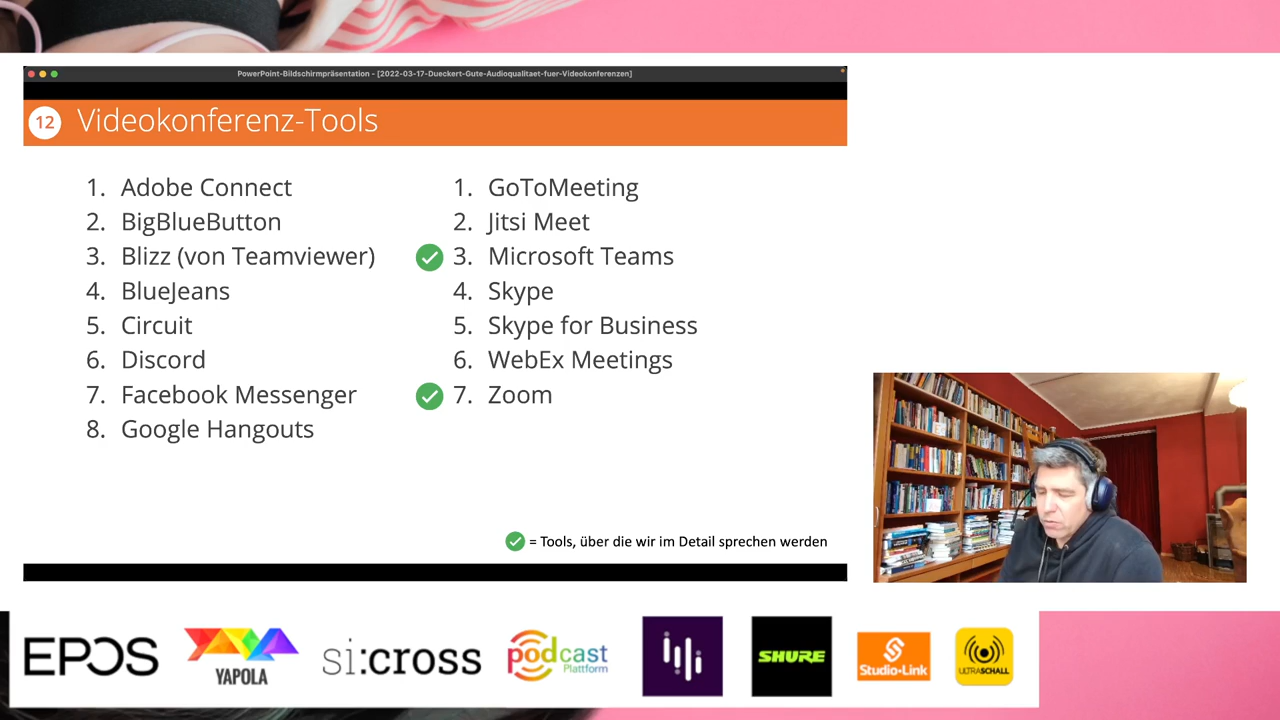 PowerPoint-Bildschirmpräsentation - [2022-03-17-Dueckert-Gute-Audioqualitaet-fuer-Videokonferenzen]
12 Videokonferenz-Tools
1. Adobe Connect
2. BigBlueButton
3. Blizz (von Teamviewer)
4. BlueJeans
5. Circuit
6. Discord
7. Facebook Messenger
8. Google Hangouts
1. GoToMeeting
2. Jitsi Meet
3. Microsoft Teams
4. Skype
5. Skype for Business
6. WebEx Meetings
7. Zoom
= Tools, über die wir im Detail sprechen werden
EPOS
YAPOLA
si:cross
podcast
Plattform
SHURE
Studio-Link
ULTRASCHALL